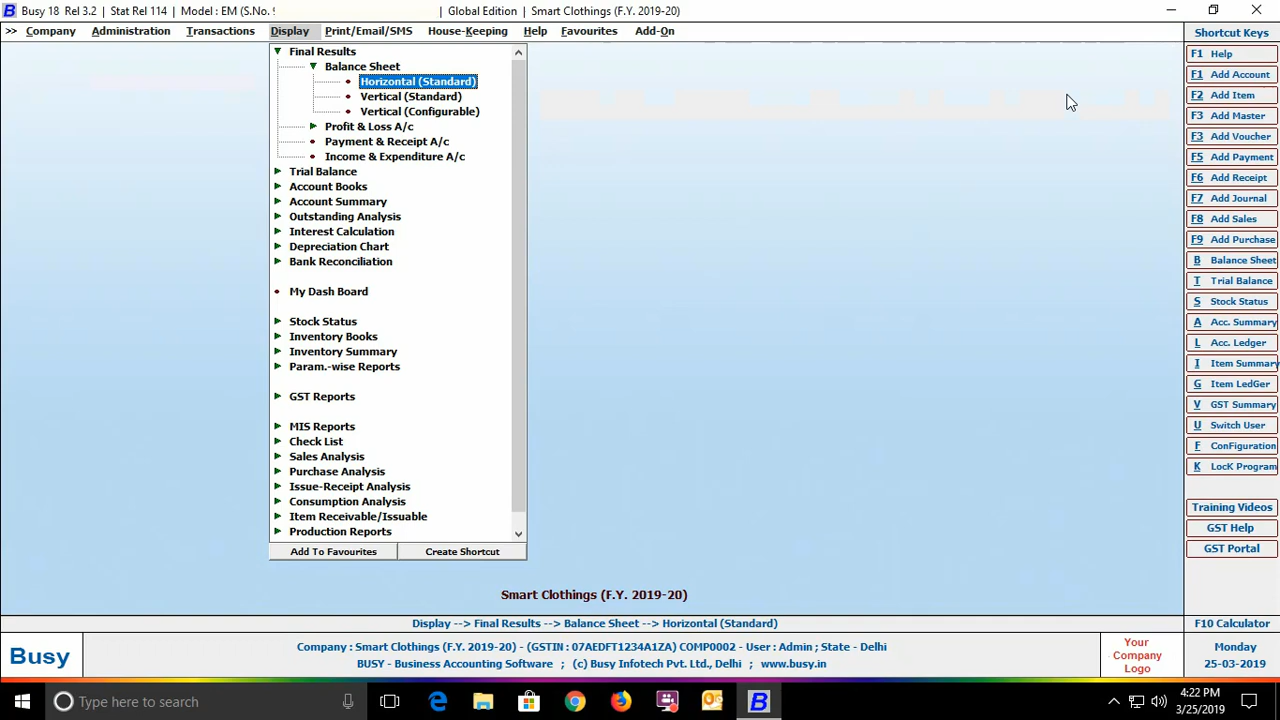 Busy 18 Rel 3.2 | Stat Rel 114 | Model : EM (S.No. | Global Edition | Smart Clothings (F.Y. 2019-20) |
>> Company Administration Transactions Display Print/Email/SMS House-Keeping Help Favourites Add-On
Final Results
Balance Sheet
Horizontal (Standard)
Vertical (Standard)
Vertical (Configurable)
Profit & Loss A/c
Payment & Receipt A/c
Income & Expenditure A/c
Trial Balance
Account Books
Account Summary
Outstanding Analysis
Interest Calculation
Depreciation Chart
Bank Reconciliation
My Dash Board
Stock Status
Inventory Books
Inventory Summary
Param.-wise Reports
GST Reports
MIS Reports
Check List
Sales Analysis
Purchase Analysis
Issue-Receipt Analysis
Consumption Analysis
Item Receivable/Issuable
Production Reports
Add To Favourites Create Shortcut
Shortcut Keys
F1 Help
F1 Add Account
F2 Add Item
F3 Add Master
F3 Add Voucher
F5 Add Payment
F6 Add Receipt
F7 Add Journal
F8 Add Sales
F9 Add Purchase
B Balance Sheet
T Trial Balance
S Stock Status
A Acc. Summary
L Acc. Ledger
I Item Summary
G Item LedGer
V GST Summary
U Switch User
F ConFiguration
K LocK Program
Training Videos
GST Help
GST Portal
Smart Clothings (F.Y. 2019-20)
Display --> Final Results --> Balance Sheet --> Horizontal (Standard)
F10 Calculator
Busy
Company : Smart Clothings (F.Y. 2019-20) - (GSTIN : 07AEDFT1234A1ZA) COMP0002 - User : Admin ; State - Delhi
BUSY - Business Accounting Software ; (c) Busy Infotech Pvt. Ltd., Delhi ; www.busy.in
Your
Company
Logo
Monday
25-03-2019
Type here to search
4:22 PM
3/25/2019